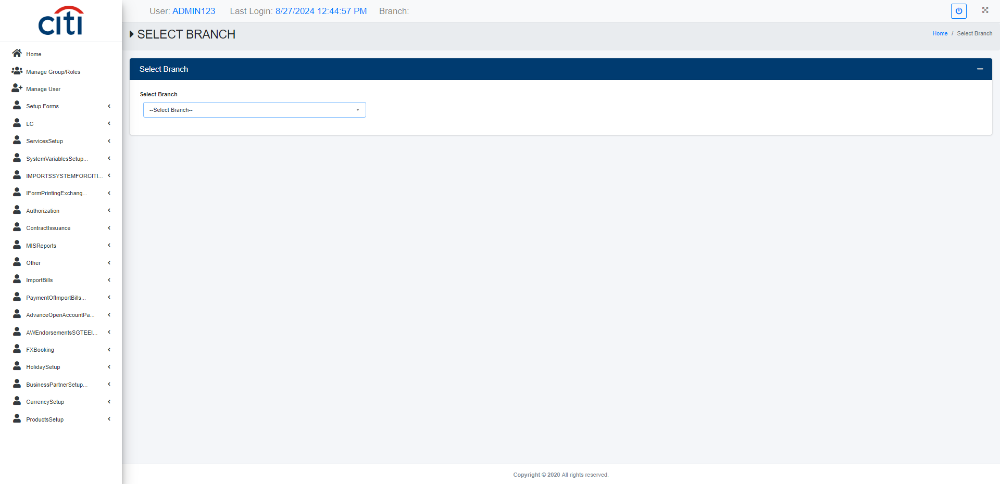 citi
User: ADMIN123 Last Login: 8/27/2024 12:44:57 PM Branch:
SELECT BRANCH
Home / Select Branch
Home
Manage Group/Roles
Manage User
Setup Forms
LC
ServicesSetup
SystemVariablesSetup...
IMPORTSSYSTEMFORCITI...
IFormPrintingExchang...
Authorization
ContractIssuance
MISReports
Other
ImportBills
PaymentOfImportBills...
AdvanceOpenAccountPa...
AWEndorsementsSGTEEI...
FXBooking
HolidaySetup
BusinessPartnerSetup...
CurrencySetup
ProductsSetup
Select Branch
Select Branch
--Select Branch--
Copyright © 2020 All rights reserved.